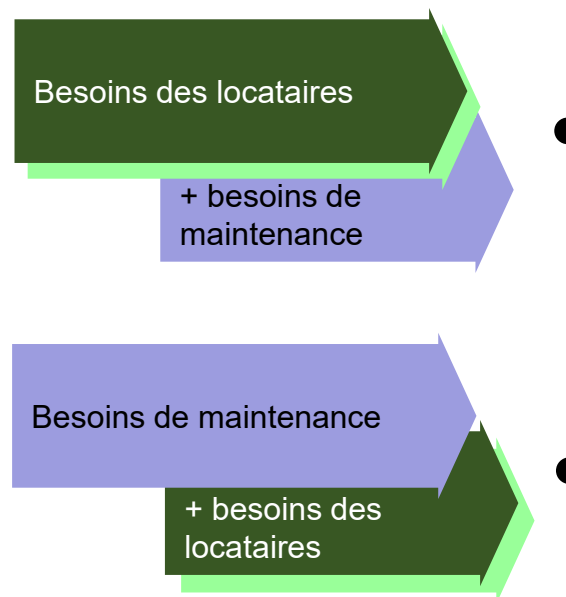 Besoins des locataires
+ besoins de
maintenance
Besoins de maintenance
+ besoins des
locataires